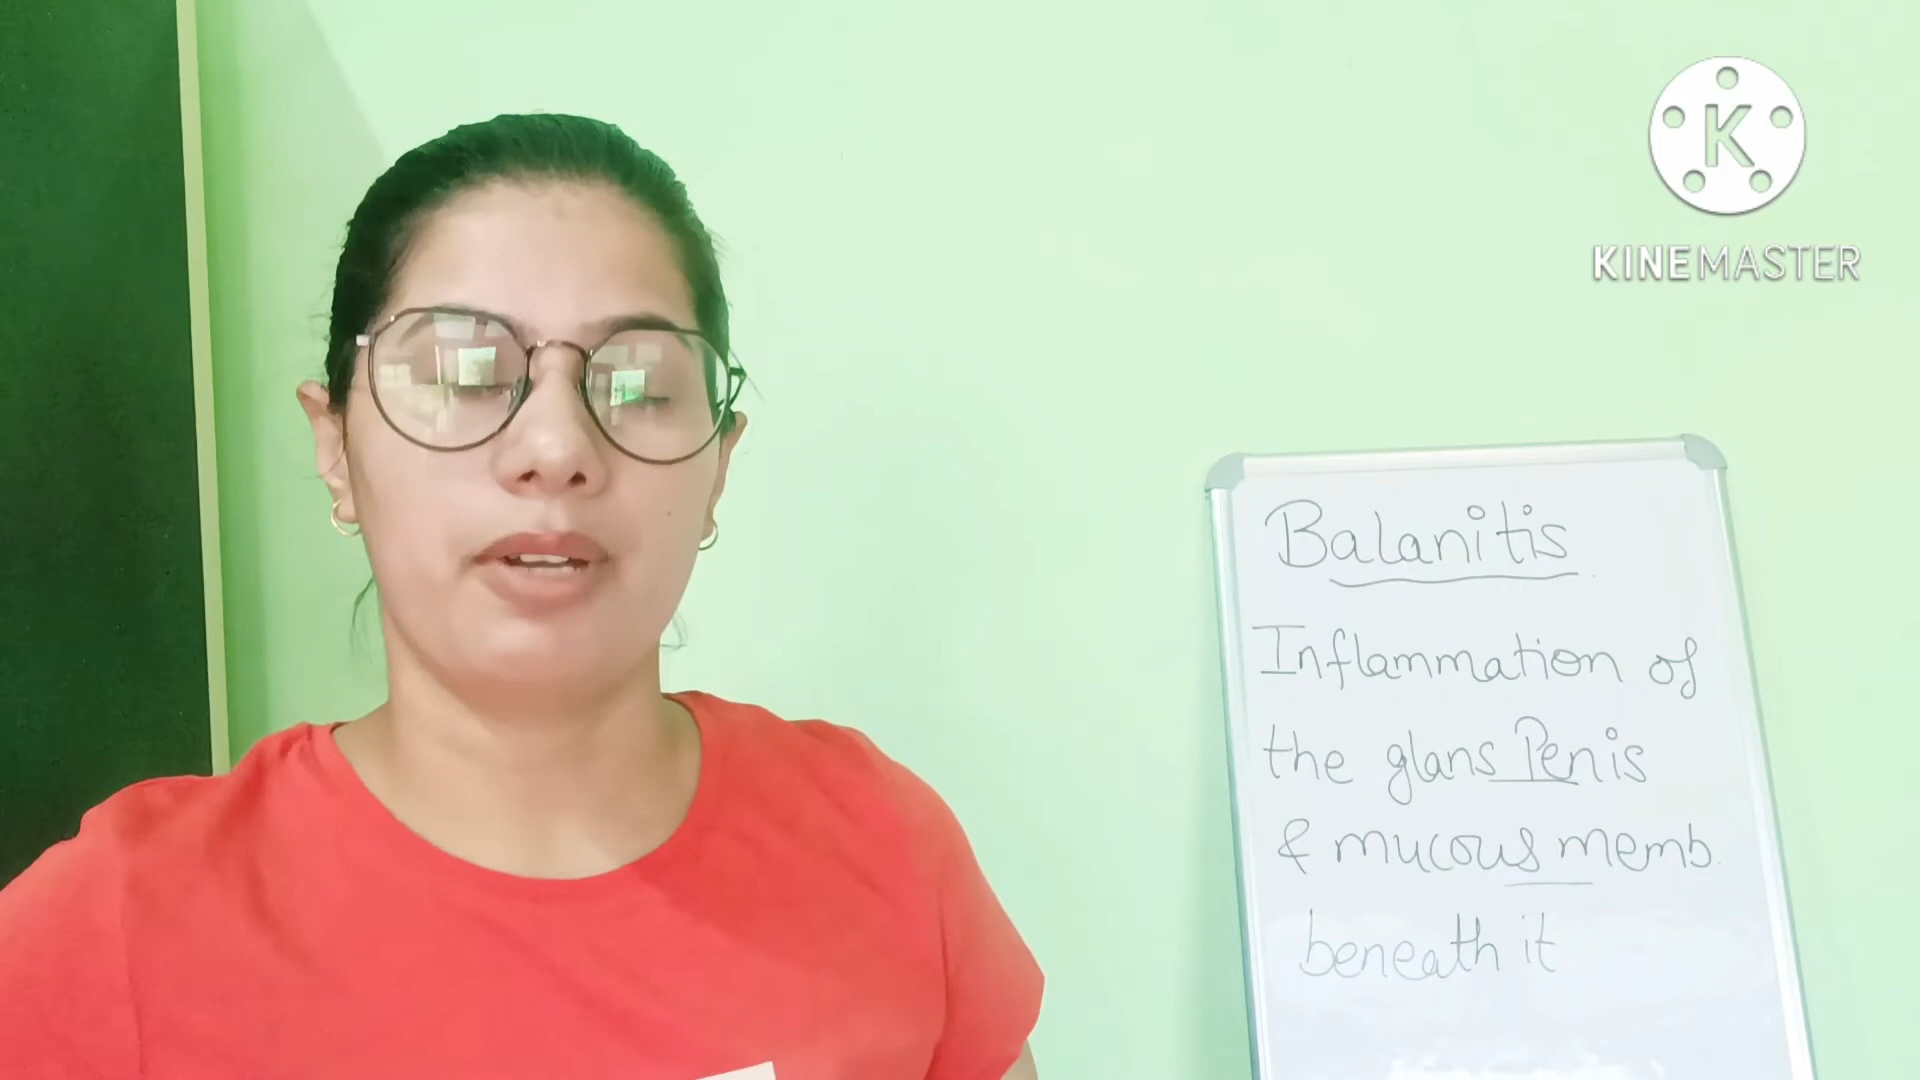 KINEMASTER
Balanitis
Inflammation of
the glans Penis
& mucous memb.
beneath it